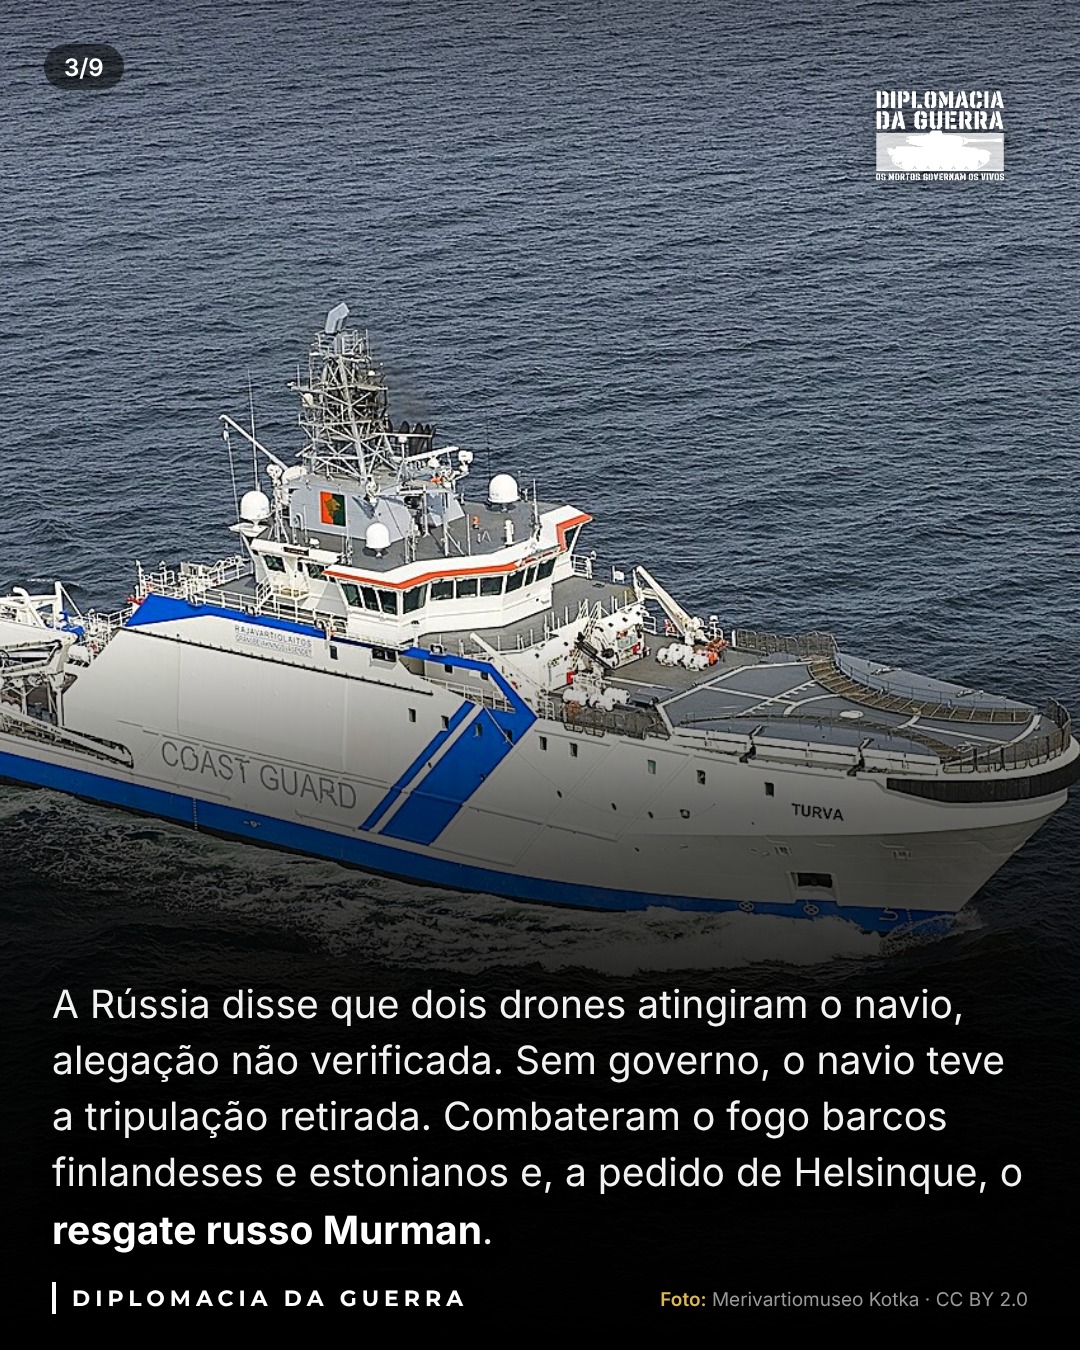 3/9
DIPLOMACIA
DA GUERRA
OS MORTOS GOVERNAM OS VIVOS
RAJAVARTIOLAITOS
GRÄNSBEVAKNINGSVÄSENDET
COAST GUARD
TURVA
A Rússia disse que dois drones atingiram o navio,
alegação não verificada. Sem governo, o navio teve
a tripulação retirada. Combateram o fogo barcos
finlandeses e estonianos e, a pedido de Helsinque, o
resgate russo Murman.
DIPLOMACIA DA GUERRA
Foto: Merivartiomuseo Kotka · CC BY 2.0